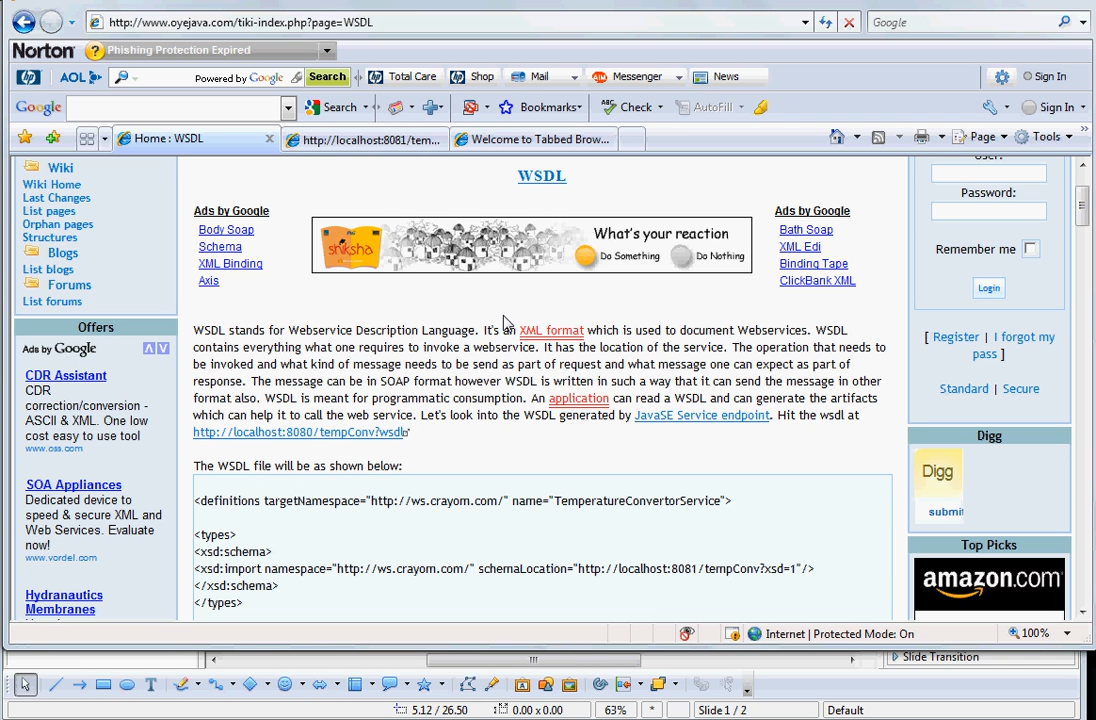 http://www.oyejava.com/tiki-index.php?page=WSDL
Google
Norton
Phishing Protection Expired
AOL
Powered by Google
Search
Total Care
Shop
Mail
Messenger
News
Sign In
Google
Search
Bookmarks
Check
AutoFill
Sign In
Home : WSDL
http://localhost:8081/tem...
Welcome to Tabbed Brow...
Page
Tools
Wiki
Wiki Home
Last Changes
List pages
Orphan pages
Structures
Blogs
List blogs
Forums
List forums
Offers
Ads by Google
CDR Assistant
CDR
correction/conversion -
ASCII & XML. One low
cost easy to use tool
www.oss.com
SOA Appliances
Dedicated device to
speed & secure XML and
Web Services. Evaluate
now!
www.vordel.com
Hydranautics
Membranes
WSDL
Ads by Google
Body Soap
Schema
XML Binding
Axis
shiksha
What's your reaction
Do Something
Do Nothing
Ads by Google
Bath Soap
XML Edi
Binding Tape
ClickBank XML
WSDL stands for Webservice Description Language. It's an XML format which is used to document Webservices. WSDL
contains everything what one requires to invoke a webservice. It has the location of the service. The operation that needs to
be invoked and what kind of message needs to be send as part of request and what message one can expect as part of
response. The message can be in SOAP format however WSDL is written in such a way that it can send the message in other
format also. WSDL is meant for programmatic consumption. An application can read a WSDL and can generate the artifacts
which can help it to call the web service. Let's look into the WSDL generated by JavaSE Service endpoint. Hit the wsdl at
http://localhost:8080/tempConv?wsdl
The WSDL file will be as shown below:
<definitions targetNamespace="http://ws.crayom.com/" name="TemperatureConvertorService">
<types>
<xsd:schema>
<xsd:import namespace="http://ws.crayom.com/" schemaLocation="http://localhost:8081/tempConv?xsd=1"/>
</xsd:schema>
</types>
User:
Password:
Remember me
Login
[ Register | I forgot my
pass ]
Standard | Secure
Digg
Digg
submit
Top Picks
amazon.com
Internet | Protected Mode: On
100%
Slide Transition
5.12 / 26.50
0.00 x 0.00
63%
*
Slide 1 / 2
Default